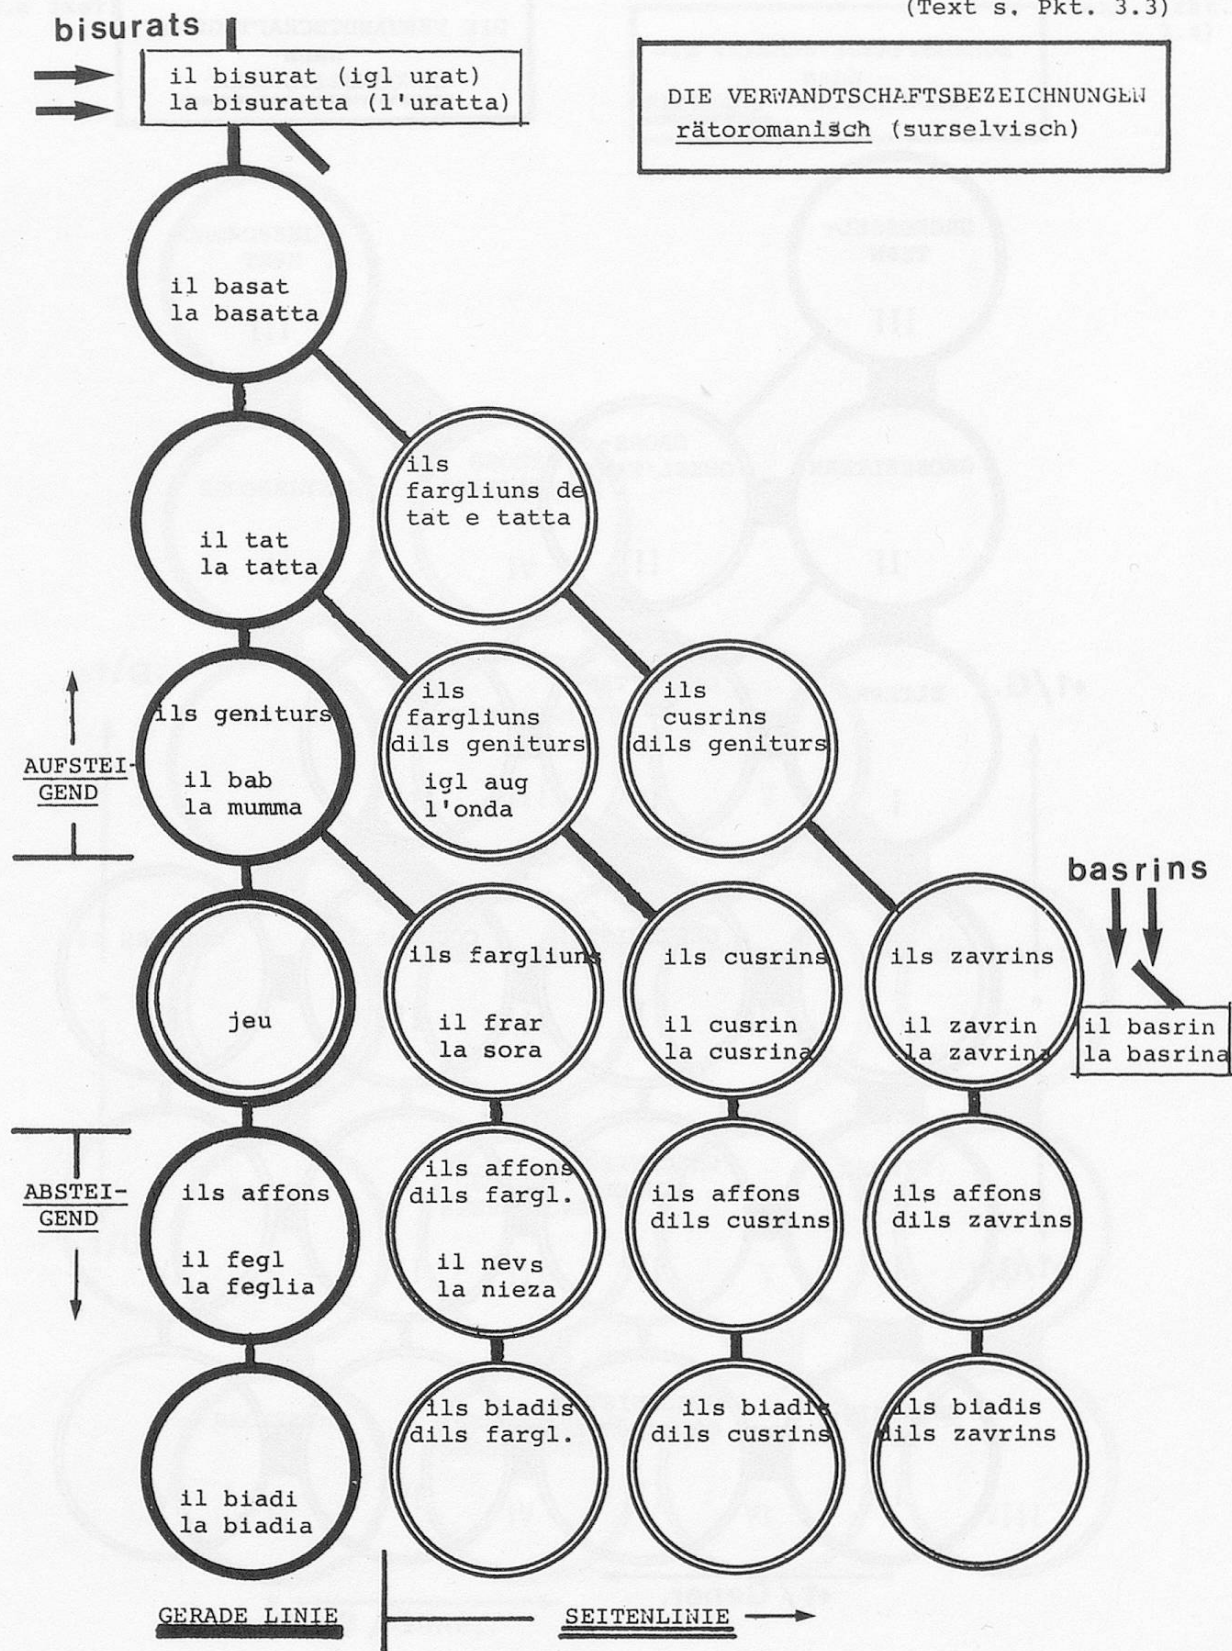 (Text s. Pkt. 3.3)
bisurats
il bisurat (igl urat)
la bisuratta (l'uratta)
DIE VERWANDTSCHAFTSBEZEICHNUNGEN
rätoromanisch (surselvisch)
il basat
la basatta
ils
fargliuns de
tat e tatta
il tat
la tatta
ils geniturs
il bab
la mumma
ils
fargliuns
dils geniturs
igl aug
l'onda
ils
cusrins
dils geniturs
AUFSTEI-
GEND
basrins
jeu
ils fargliuns
il frar
la sora
ils cusrins
il cusrin
la cusrina
ils zavrins
il zavrin
la zavrina
il basrin
la basrina
ABSTEI-
GEND
ils affons
il fegl
la feglia
ils affons
dils fargl.
il nevs
la nieza
ils affons
dils cusrins
ils affons
dils zavrins
il biadi
la biadia
ils biadis
dils fargl.
ils biadis
dils cusrins
ils biadis
dils zavrins
GERADE LINIE
SEITENLINIE